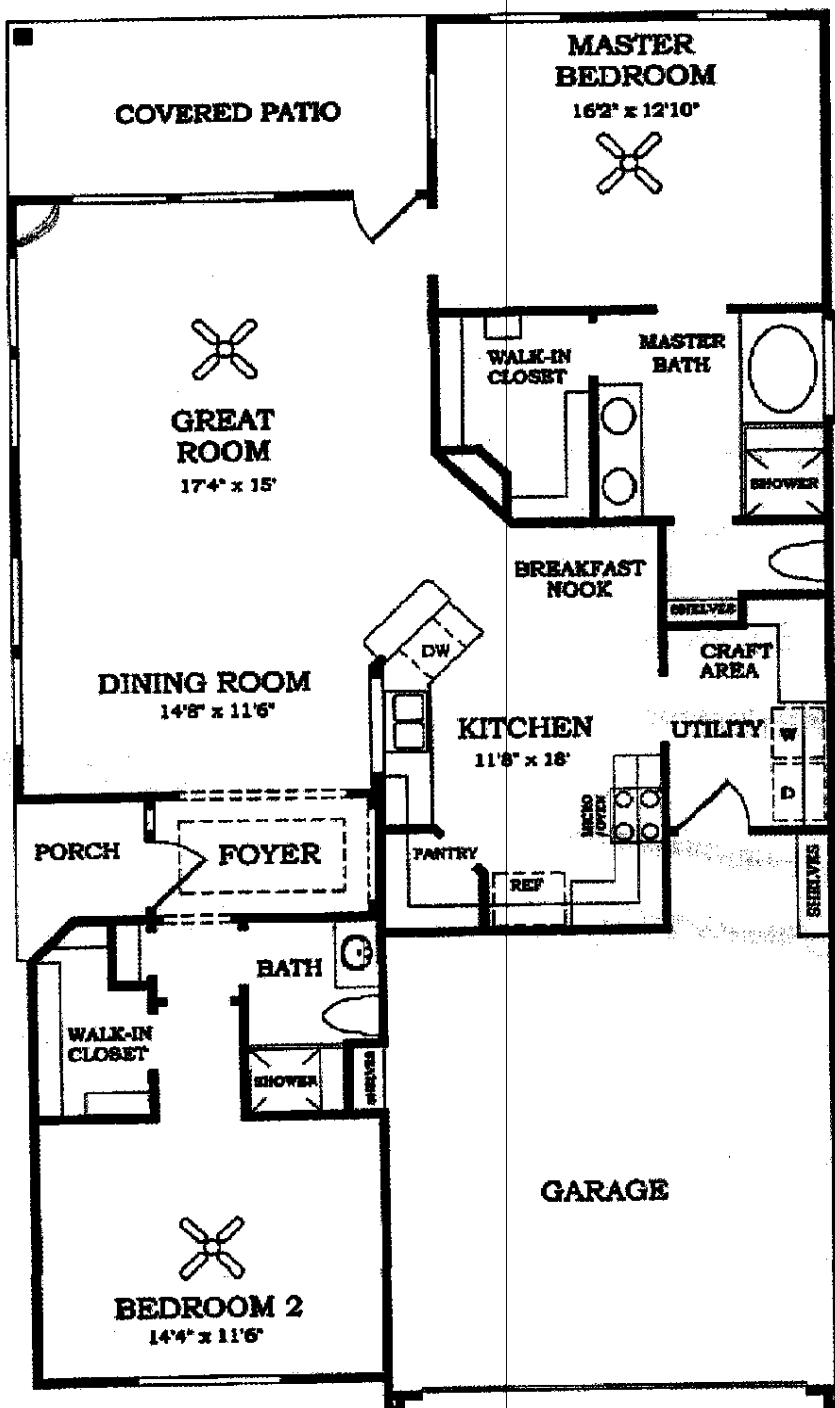 MASTER
BEDROOM
16'2" x 12'10"
COVERED PATIO
WALK-IN
CLOSET
MASTER
BATH
GREAT
ROOM
17'4" x 15'
SHOWER
BREAKFAST
NOOK
SHELVES
DW
CRAFT
AREA
DINING ROOM
14'8" x 11'6"
KITCHEN
11'8" x 18'
UTILITY
W
D
MICRO
/OVEN
PORCH
FOYER
PANTRY
REF
SHELVES
BATH
WALK-IN
CLOSET
SHOWER
SHELVES
GARAGE
BEDROOM 2
14'4" x 11'6"